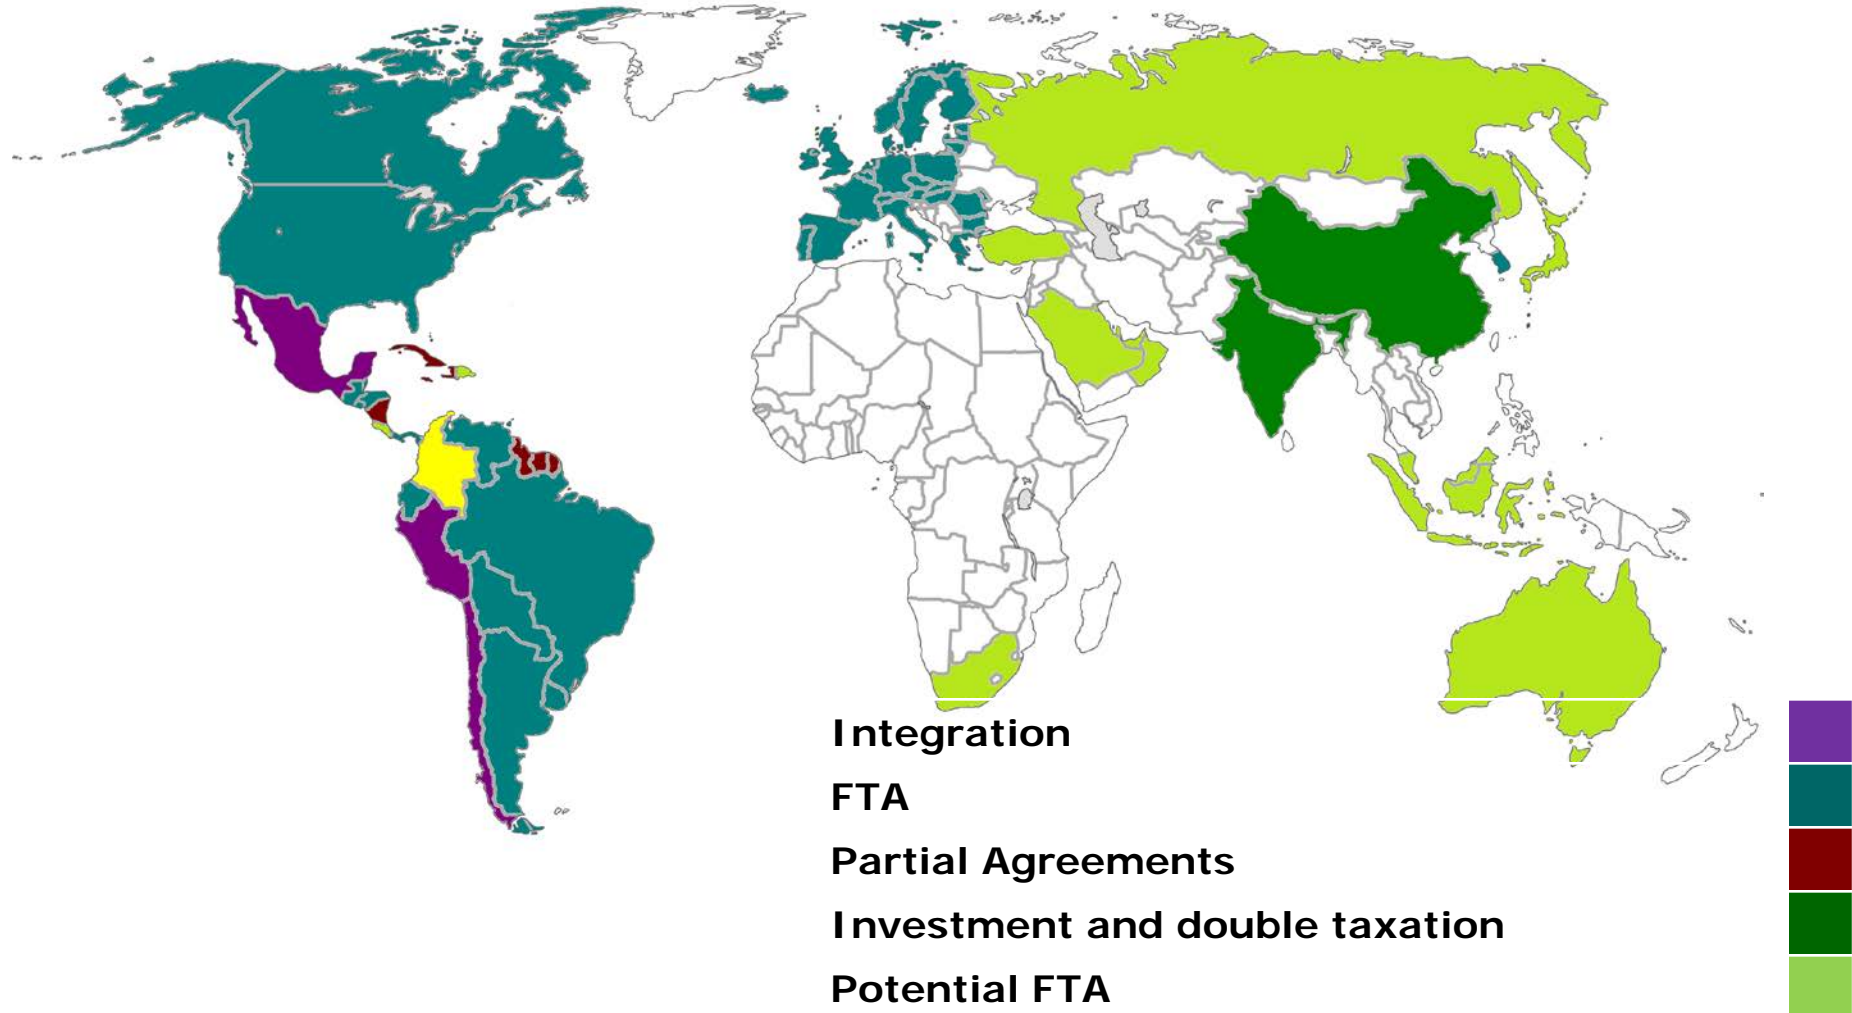 Integration
FTA
Partial Agreements
Investment and double taxation
Potential FTA